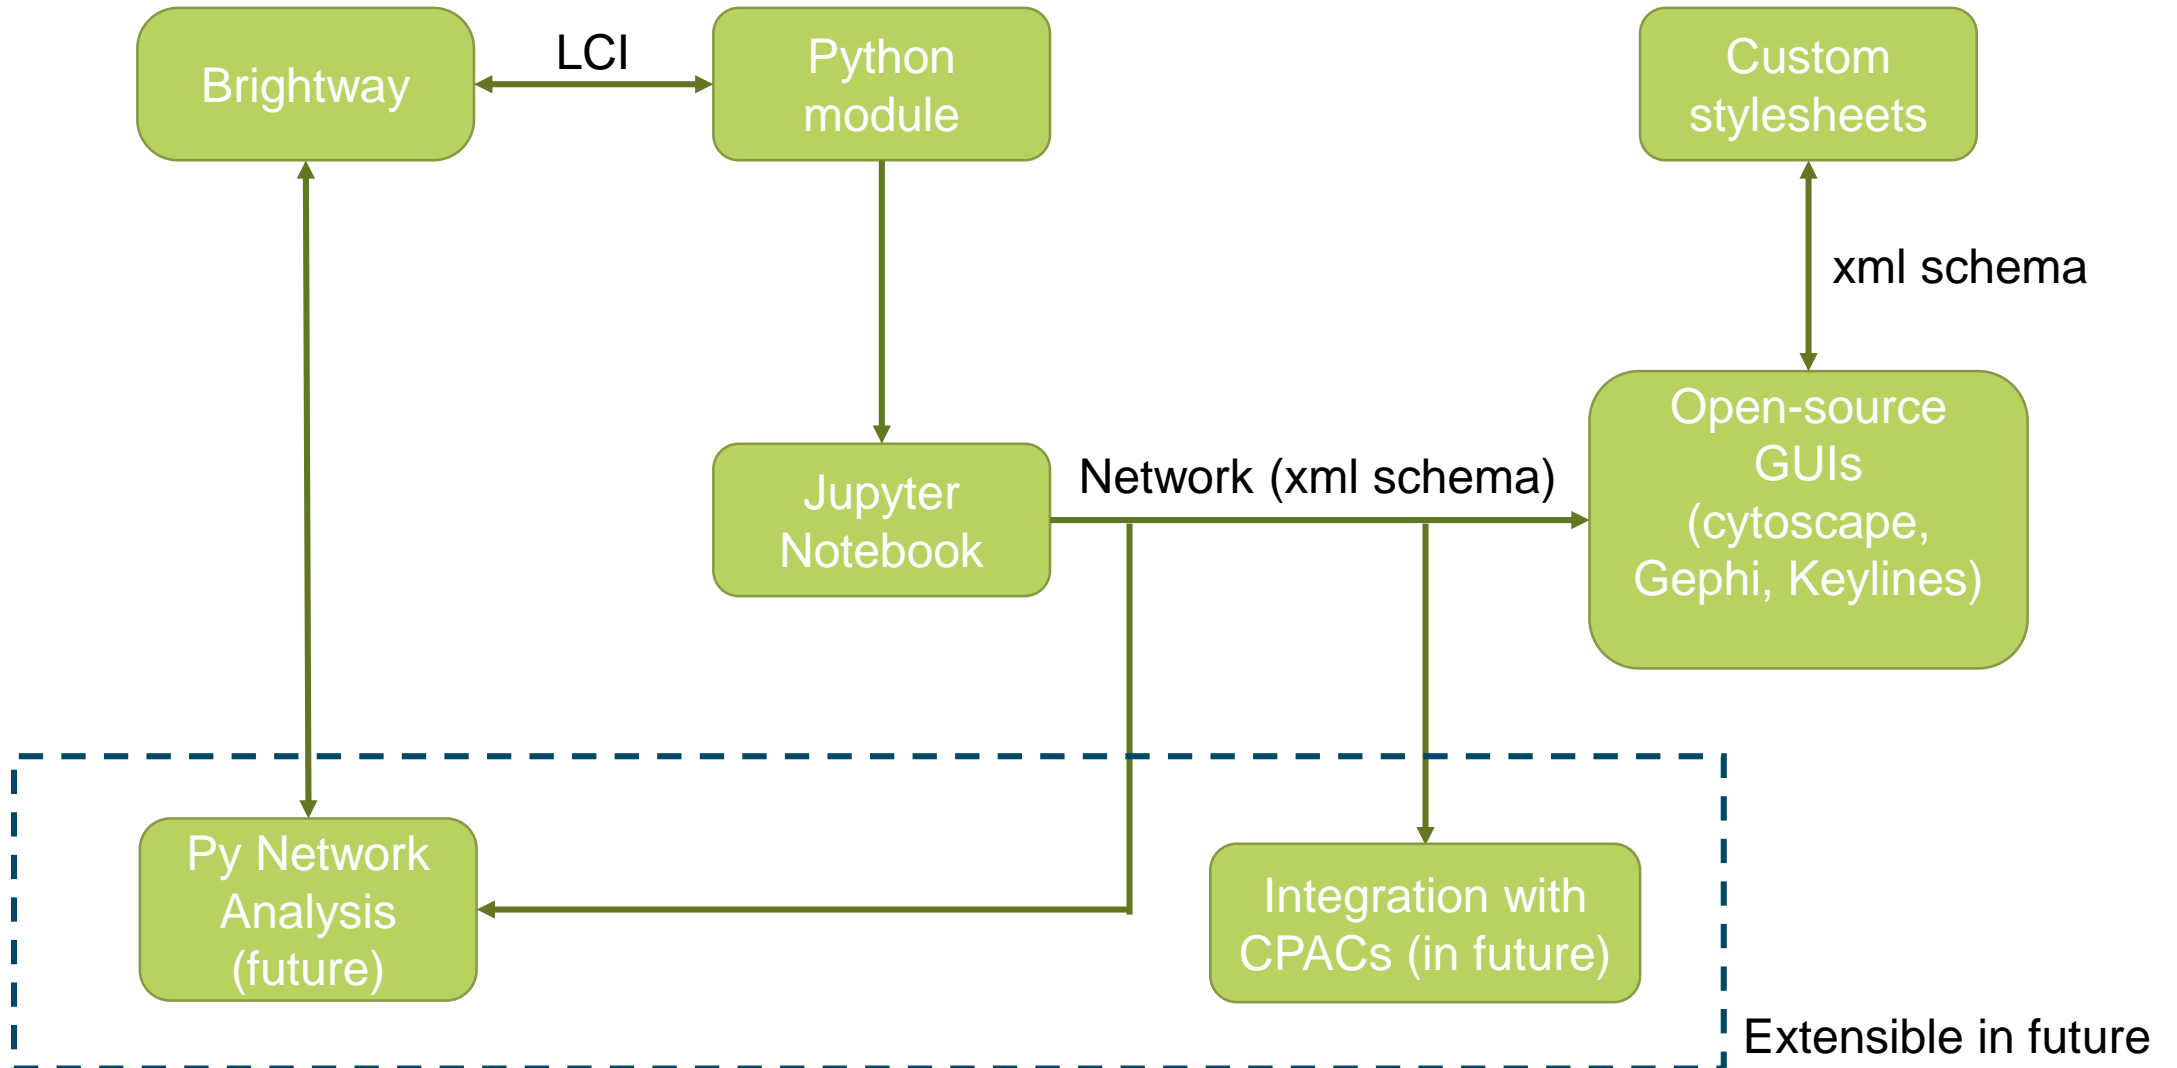 Brightway
LCI
Python
module
Custom
stylesheets
xml schema
Jupyter
Notebook
Network (xml schema)
Open-source
GUIs
(cytoscape,
Gephi, Keylines)
Py Network
Analysis
(future)
Integration with
CPACs (in future)
Extensible in future